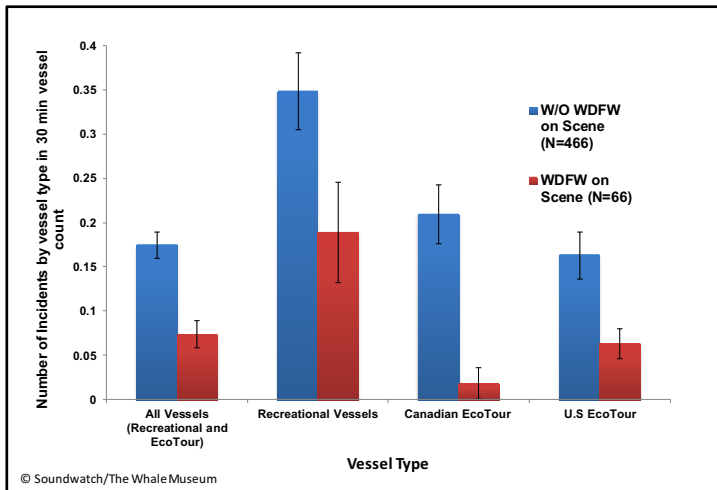 Number of Incidents by vessel type in 30 min vessel
count
0.4
0.35
0.3
0.25
0.2
0.15
0.1
0.05
0
W/O WDFW
on Scene
(N=466)
WDFW on
Scene (N=66)
All Vessels
(Recreational and
EcoTour)
Recreational Vessels
Canadian EcoTour
U.S EcoTour
Vessel Type
© Soundwatch/The Whale Museum